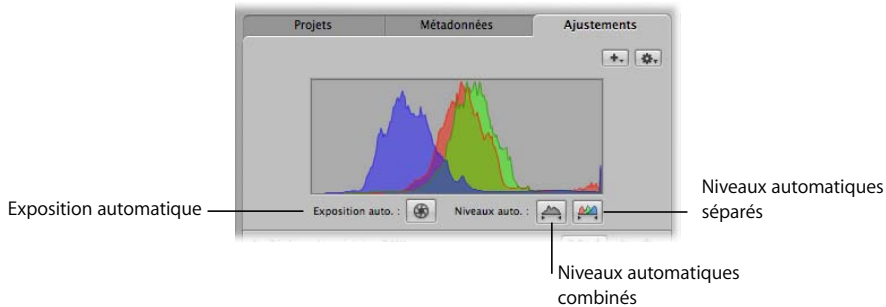 Projets
Métadonnées
Ajustements
Exposition automatique
Exposition auto. :
Niveaux auto. :
Niveaux automatiques
séparés
Niveaux automatiques
combinés